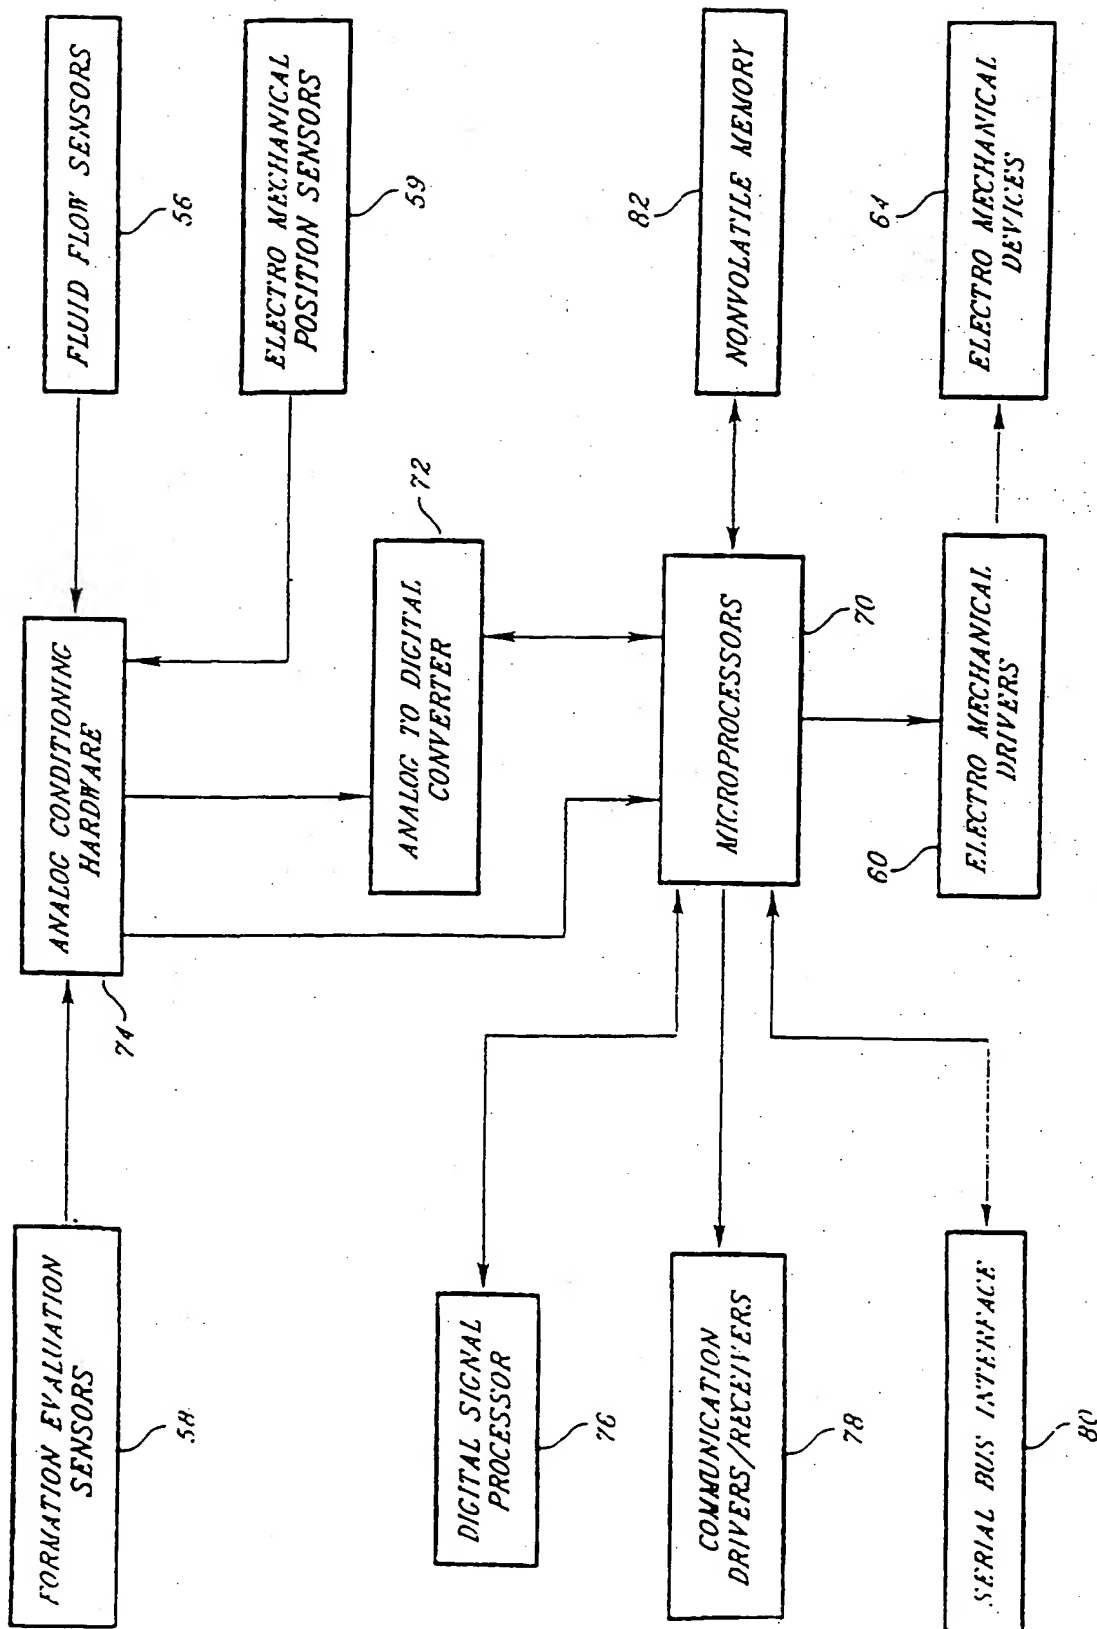 FORMATION EVALUATION
SENSORS
58
ANALOG CONDITIONING
HARDWARE
74
FLUID FLOW SENSORS
56
ELECTRO MECHANICAL
POSITION SENSORS
59
ANALOG TO DIGITAL
CONVERTER
72
DIGITAL SIGNAL
PROCESSOR
76
COMMUNICATION
DRIVERS/RECEIVERS
78
MICROPROCESSORS
70
NONVOLATILE MEMORY
82
SERIAL BUS INTERFACE
80
ELECTRO MECHANICAL
DRIVERS
60
ELECTRO MECHANICAL
DEVICES
64